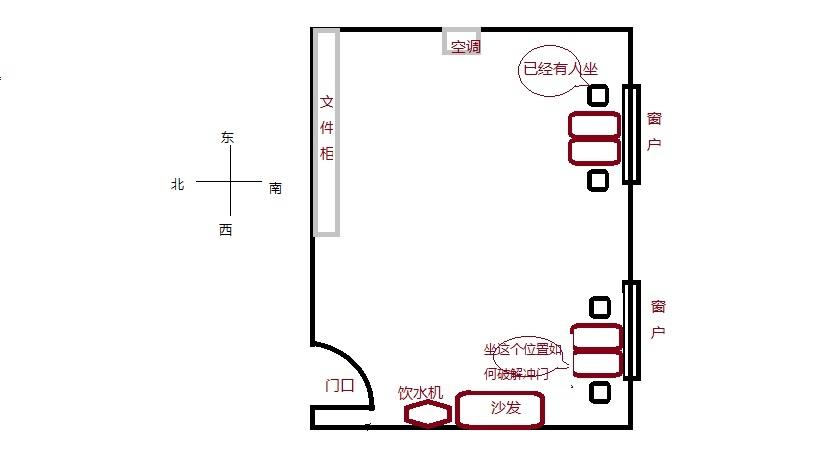 空调
已经有人坐
文
件
柜
窗
户
东
北
南
西
窗
户
坐这个位置如
何破解冲门
门口
饮水机
沙发